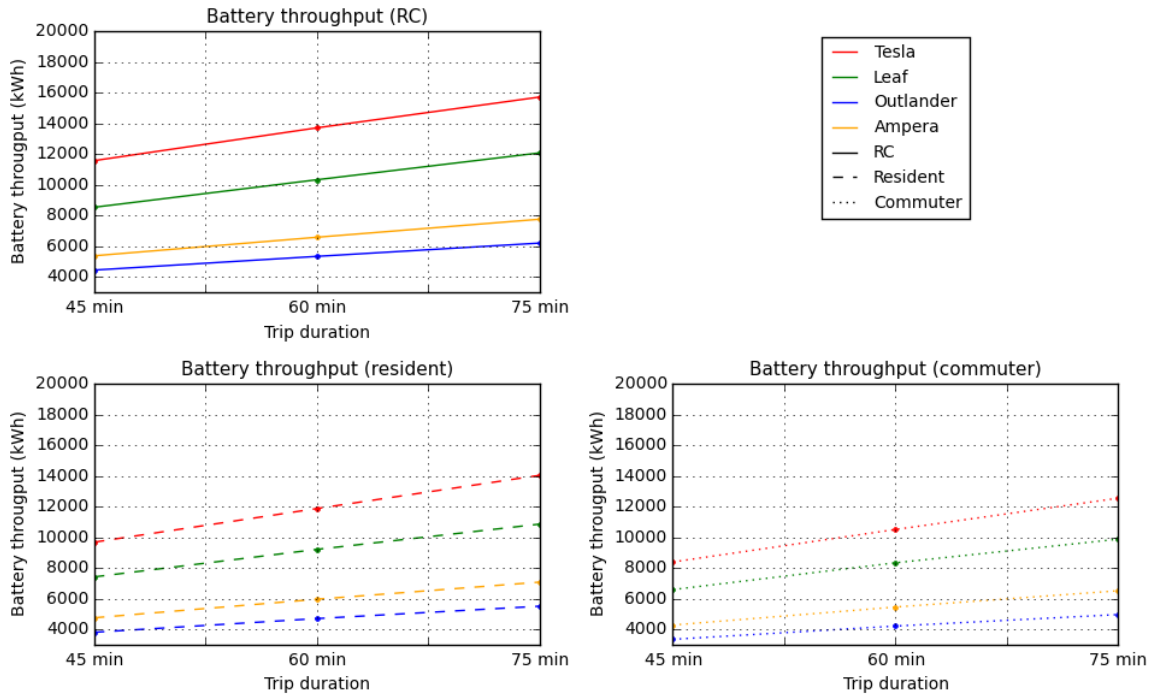 Battery throughput (RC)
20000
18000
16000
14000
12000
10000
8000
6000
4000
Battery througput (kWh)
45 min
60 min
75 min
Trip duration
Tesla
Leaf
Outlander
Ampera
RC
Resident
Commuter
Battery throughput (resident)
20000
18000
16000
14000
12000
10000
8000
6000
4000
Battery througput (kWh)
45 min
60 min
75 min
Trip duration
Battery throughput (commuter)
20000
18000
16000
14000
12000
10000
8000
6000
4000
Battery througput (kWh)
45 min
60 min
75 min
Trip duration